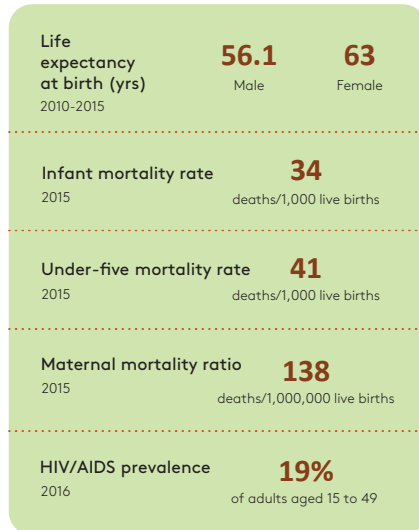 Life
expectancy
at birth (yrs)
2010-2015
56.1
Male
63
Female
Infant mortality rate
2015
34
deaths/1,000 live births
Under-five mortality rate
2015
41
deaths/1,000 live births
Maternal mortality ratio
2015
138
deaths/1,000,000 live births
HIV/AIDS prevalence
2016
19%
of adults aged 15 to 49